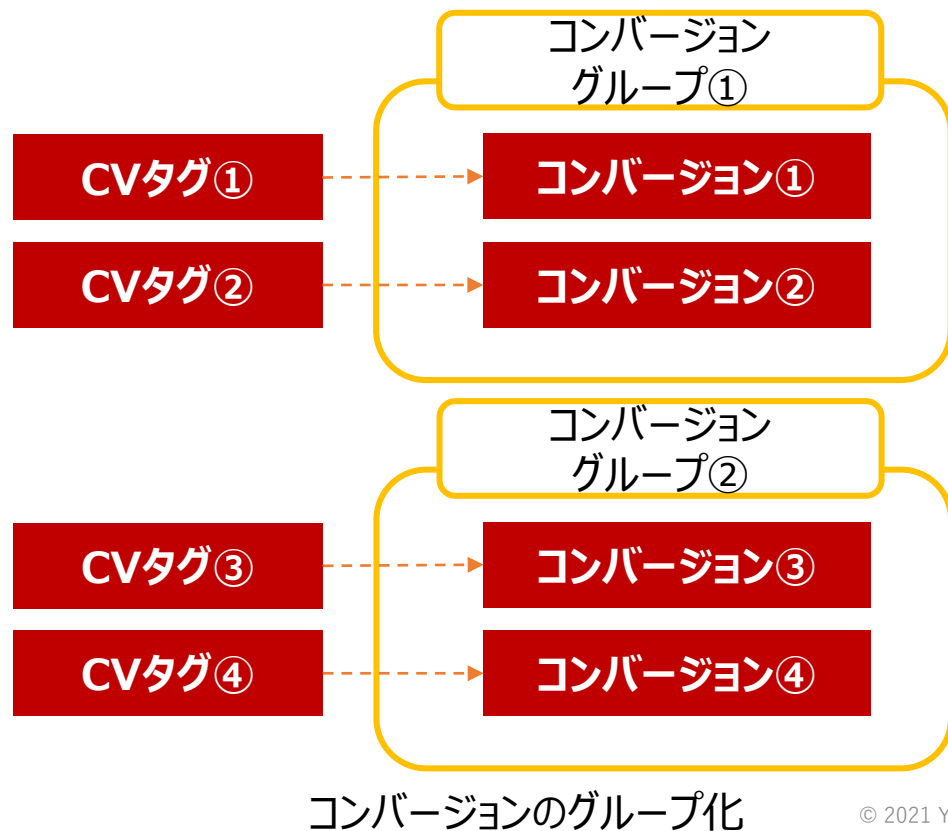 コンバージョン
グループ①
CVタグ①
コンバージョン①
CVタグ②
コンバージョン②
コンバージョン
グループ②
CVタグ③
コンバージョン③
CVタグ④
コンバージョン④
コンバージョンのグループ化
© 2021 Y